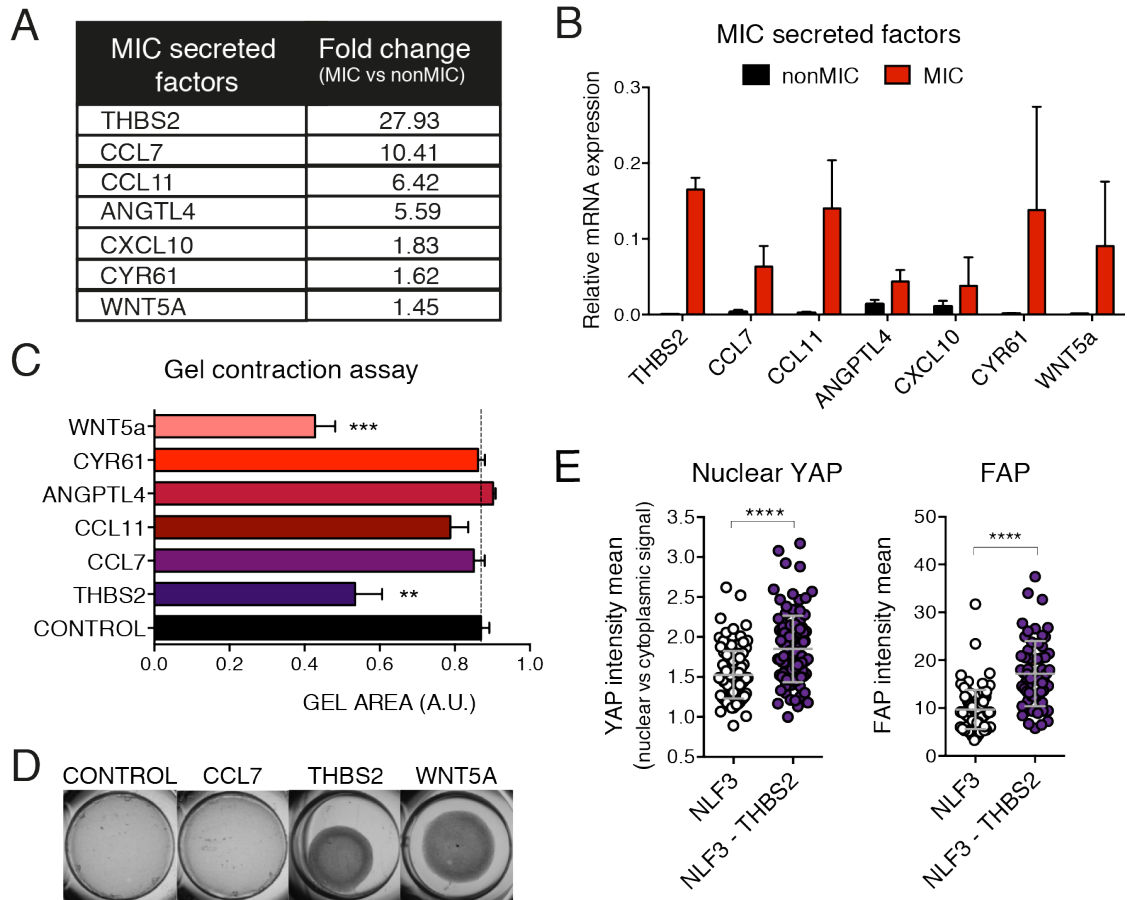 A
MIC secreted factors
Fold change
(MIC vs nonMIC)
THBS2 27.93
CCL7 10.41
CCL11 6.42
ANGTL4 5.59
CXCL10 1.83
CYR61 1.62
WNT5A 1.45
B
MIC secreted factors
nonMIC MIC
Relative mRNA expression
0.3
0.2
0.1
0.0
THBS2 CCL7 CCL11 ANGPTL4 CXCL10 CYR61 WNT5a
C
Gel contraction assay
WNT5a ***
CYR61
ANGPTL4
CCL11
CCL7
THBS2 **
CONTROL
0.0 0.2 0.4 0.6 0.8 1.0
GEL AREA (A.U.)
D
CONTROL CCL7 THBS2 WNT5A
E
Nuclear YAP
YAP intensity mean
(nuclear vs cytoplasmic signal)
3.5
3.0
2.5
2.0
1.5
1.0
0.5
****
NLF3 NLF3 - THBS2
FAP
FAP intensity mean
50
40
30
20
10
0
****
NLF3 NLF3 - THBS2